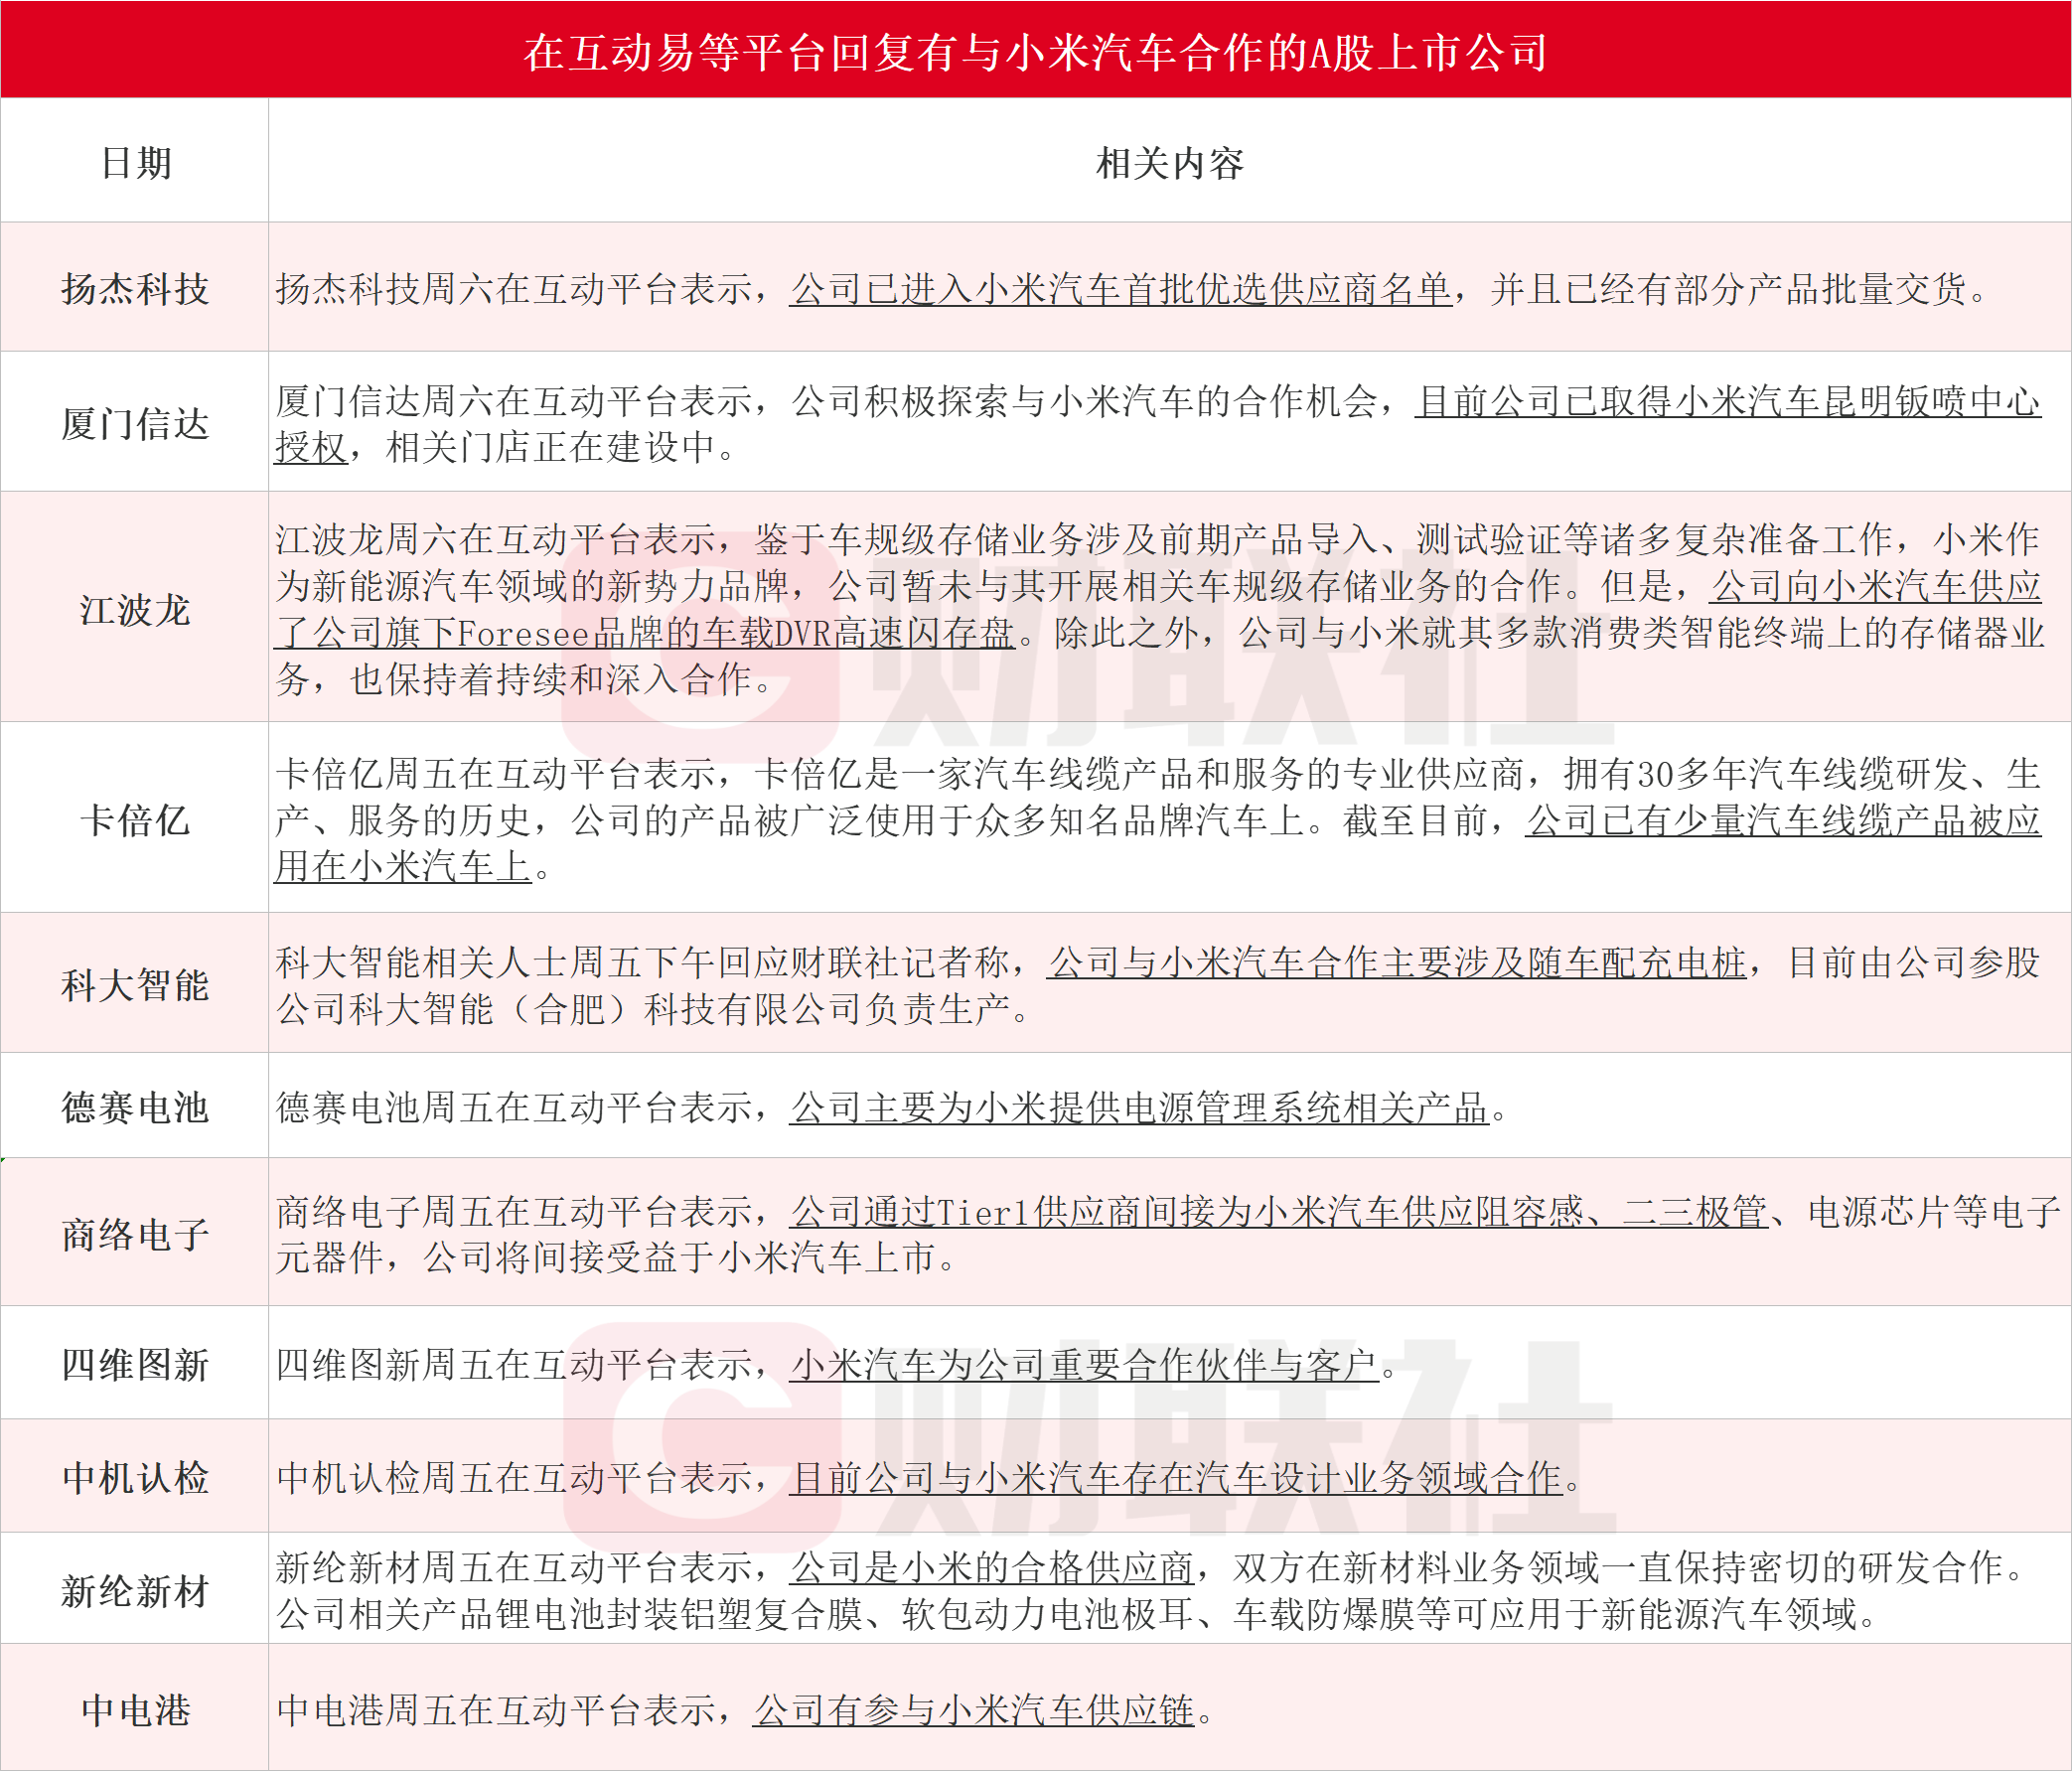 在互动易等平台回复有与小米汽车合作的A股上市公司
日期
相关内容
扬杰科技
扬杰科技周六在互动平台表示，公司已进入小米汽车首批优选供应商名单，并且已经有部分产品批量交货。
厦门信达
厦门信达周六在互动平台表示，公司积极探索与小米汽车的合作机会，目前公司已取得小米汽车昆明钣喷中心
授权，相关门店正在建设中。
江波龙
江波龙周六在互动平台表示，鉴于车规级存储业务涉及前期产品导入、测试验证等诸多复杂准备工作，小米作
为新能源汽车领域的新势力品牌，公司暂未与其开展相关车规级存储业务的合作。但是，公司向小米汽车供应
了公司旗下Foresee品牌的车载DVR高速闪存盘。除此之外，公司与小米就其多款消费类智能终端上的存储器业
务，也保持着持续和深入合作。
卡倍亿
卡倍亿周五在互动平台表示，卡倍亿是一家汽车线缆产品和服务的专业供应商，拥有30多年汽车线缆研发、生
产、服务的历史，公司的产品被广泛使用于众多知名品牌汽车上。截至目前，公司已有少量汽车线缆产品被应
用在小米汽车上。
科大智能
科大智能相关人士周五下午回应财联社记者称，公司与小米汽车合作主要涉及随车配充电桩，目前由公司参股
公司科大智能（合肥）科技有限公司负责生产。
德赛电池
德赛电池周五在互动平台表示，公司主要为小米提供电源管理系统相关产品。
商络电子
商络电子周五在互动平台表示，公司通过Tier1供应商间接为小米汽车供应阻容感、二三极管、电源芯片等电子
元器件，公司将间接受益于小米汽车上市。
四维图新
四维图新周五在互动平台表示，小米汽车为公司重要合作伙伴与客户。
中机认检
中机认检周五在互动平台表示，目前公司与小米汽车存在汽车设计业务领域合作。
新纶新材
新纶新材周五在互动平台表示，公司是小米的合格供应商，双方在新材料业务领域一直保持密切的研发合作。
公司相关产品锂电池封装铝塑复合膜、软包动力电池极耳、车载防爆膜等可应用于新能源汽车领域。
中电港
中电港周五在互动平台表示，公司有参与小米汽车供应链。
财联社
财联社